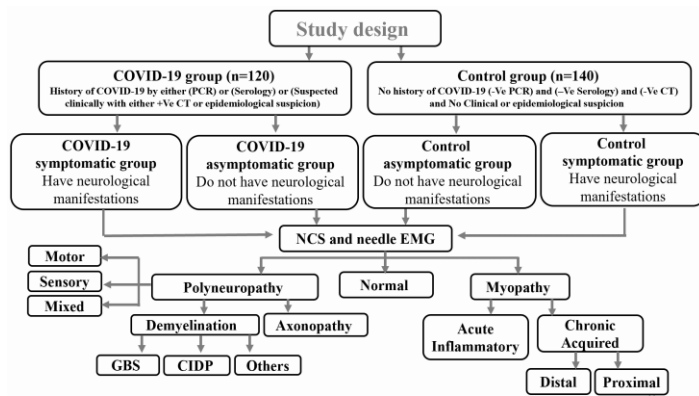 Study design
COVID-19 group (n=120)
History of COVID-19 by either (PCR) or (Serology) or (Suspected
clinically with either +Ve CT or epidemiological suspicion)
Control group (n=140)
No history of COVID-19 (-Ve PCR) and (–Ve Serology) and (-Ve CT)
and No Clinical or epidemiological suspicion
COVID-19
symptomatic group
Have neurological
manifestations
COVID-19
asymptomatic group
Do not have neurological
manifestations
Control
asymptomatic group
Do not have neurological
manifestations
Control
symptomatic group
Have neurological
manifestations
NCS and needle EMG
Motor
Sensory
Mixed
Polyneuropathy
Normal
Myopathy
Demyelination
Axonopathy
Acute
Inflammatory
Chronic
Acquired
GBS
CIDP
Others
Distal
Proximal